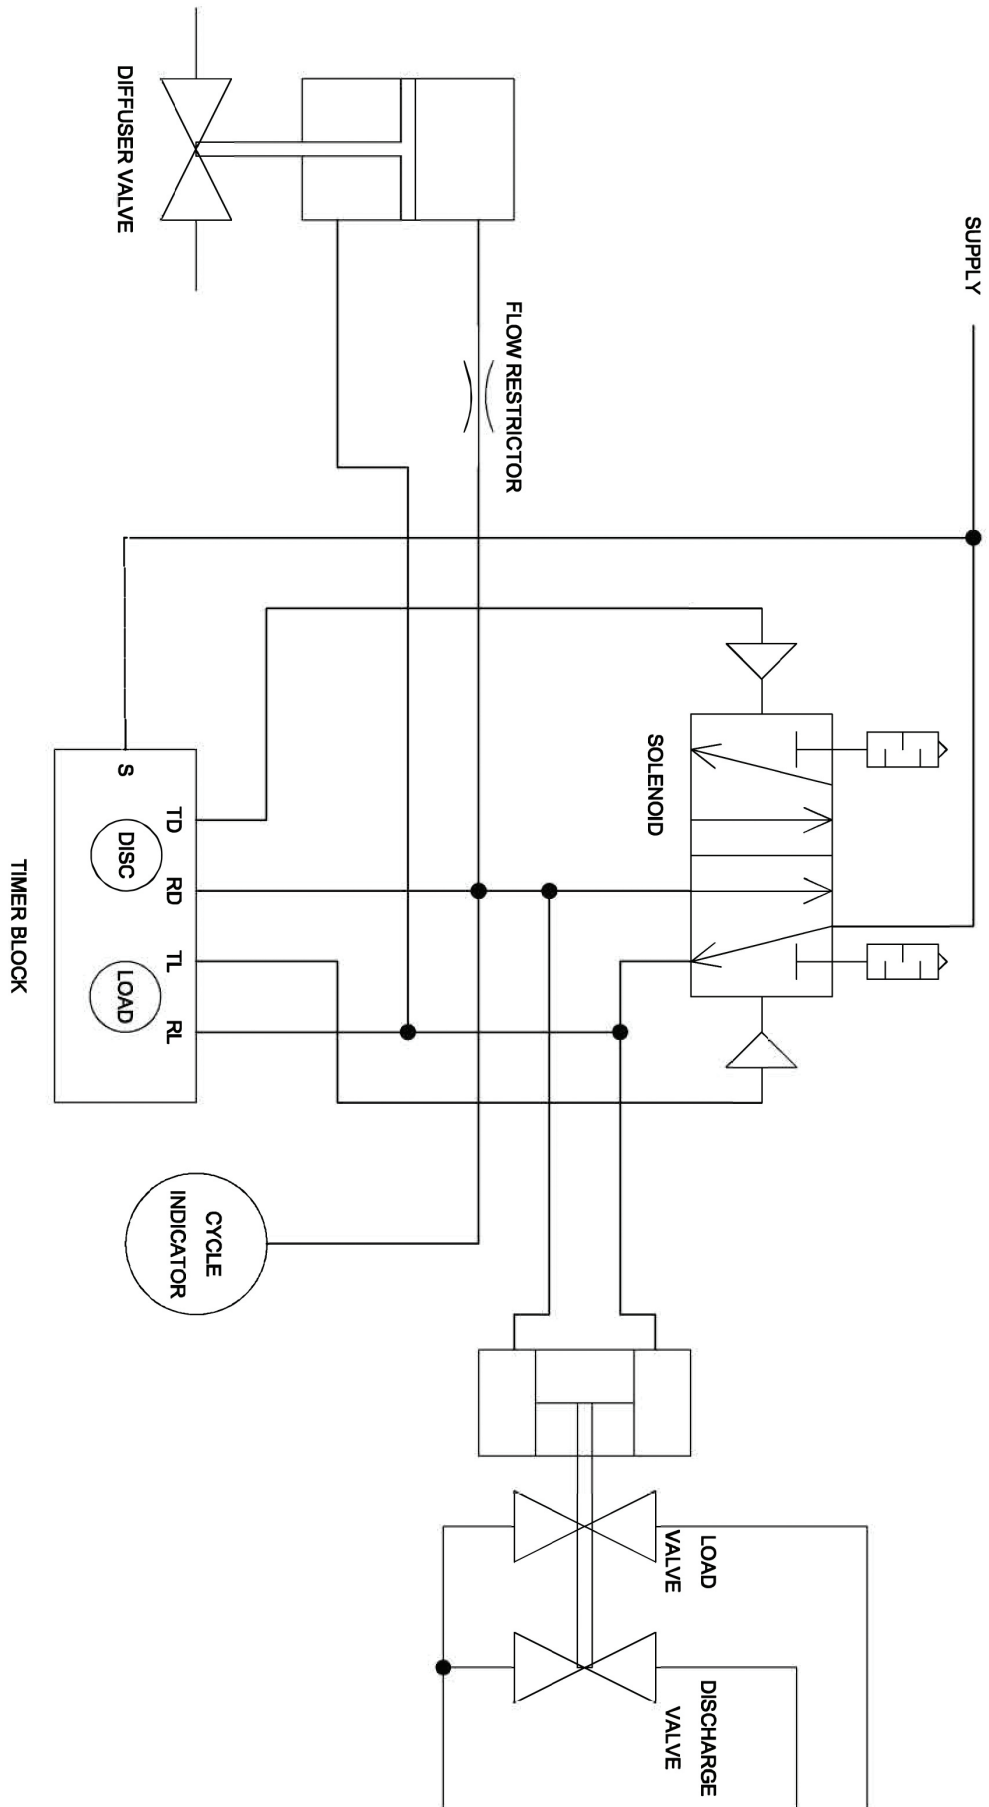 SUPPLY
DIFFUSER VALVE
FLOW RESTRICTOR
SOLENOID
S
TD
DISC
RD
TL
LOAD
RL
TIMER BLOCK
CYCLE
INDICATOR
LOAD
VALVE
DISCHARGE
VALVE